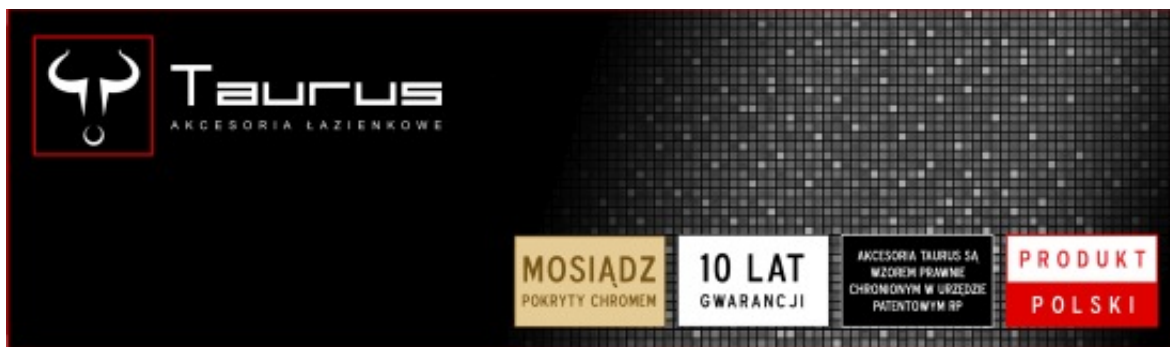 Taurus
AKCESORIA ŁAZIENKOWE
MOSIĄDZ
POKRYTY CHROMEM
10 LAT
GWARANCJI
AKCESORIA TAURUS SĄ
WZOREM PRAWNIE
CHRONIONYM W URZĘDZIE
PATENTOWYM RP
PRODUKT
POLSKI